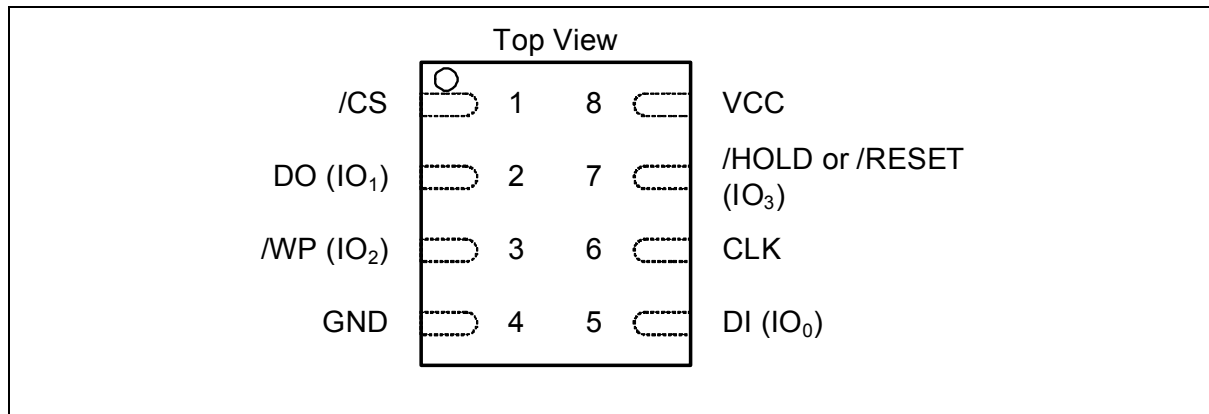 Top View
/CS 1 8 VCC
DO (IO₁) 2 7 /HOLD or /RESET
(IO₃)
/WP (IO₂) 3 6 CLK
GND 4 5 DI (IO₀)